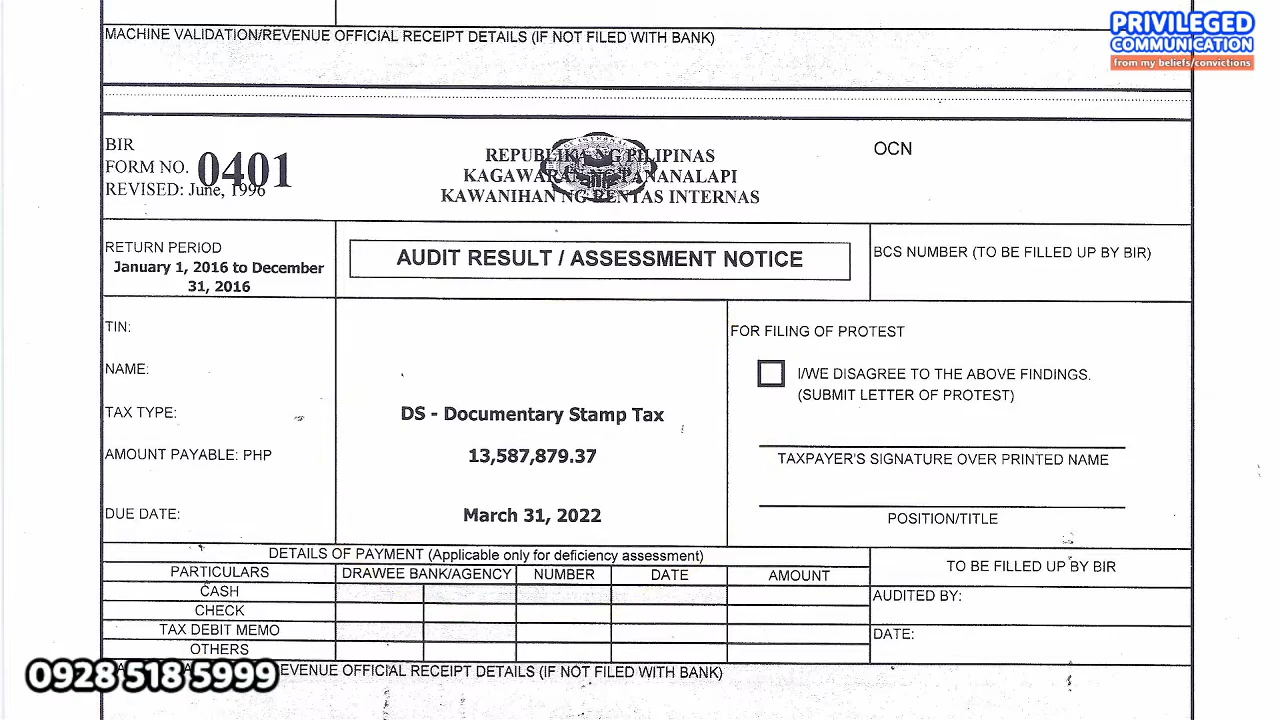 MACHINE VALIDATION/REVENUE OFFICIAL RECEIPT DETAILS (IF NOT FILED WITH BANK)
PRIVILEGED
COMMUNICATION
from my beliefs/convictions
BIR
FORM NO. 0401
REVISED: June, 1996
REPUBLIKA NG PILIPINAS
KAGAWARAN NG PANANALAPI
KAWANIHAN NG RENTAS INTERNAS
OCN
RETURN PERIOD
January 1, 2016 to December
31, 2016
AUDIT RESULT / ASSESSMENT NOTICE
BCS NUMBER (TO BE FILLED UP BY BIR)
TIN:
NAME:
TAX TYPE: DS - Documentary Stamp Tax
AMOUNT PAYABLE: PHP 13,587,879.37
DUE DATE: March 31, 2022
FOR FILING OF PROTEST
I/WE DISAGREE TO THE ABOVE FINDINGS.
(SUBMIT LETTER OF PROTEST)
TAXPAYER'S SIGNATURE OVER PRINTED NAME
POSITION/TITLE
DETAILS OF PAYMENT (Applicable only for deficiency assessment)
PARTICULARS DRAWEE BANK/AGENCY NUMBER DATE AMOUNT
CASH
CHECK
TAX DEBIT MEMO
OTHERS
TO BE FILLED UP BY BIR
AUDITED BY:
DATE:
EVENUE OFFICIAL RECEIPT DETAILS (IF NOT FILED WITH BANK)
0928 518 5999